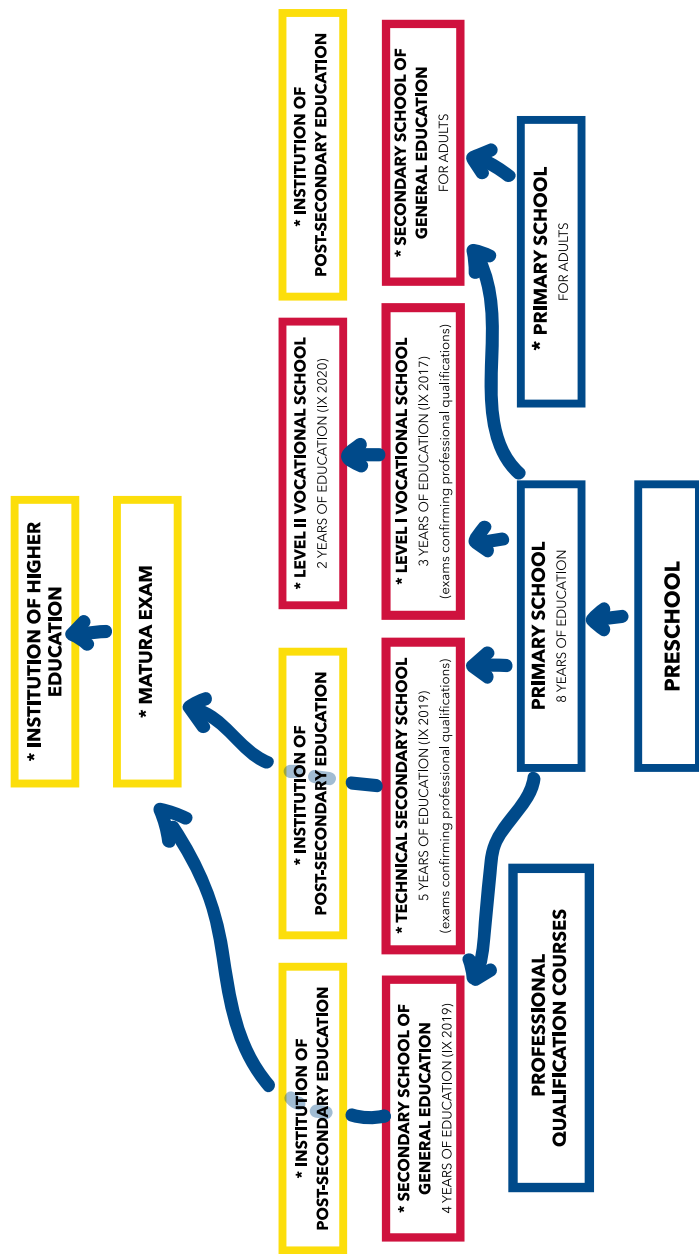 * INSTITUTION OF HIGHER
EDUCATION
* MATURA EXAM
* INSTITUTION OF
POST-SECONDARY EDUCATION
* INSTITUTION OF
POST-SECONDARY EDUCATION
* LEVEL II VOCATIONAL SCHOOL
2 YEARS OF EDUCATION (IX 2020)
* INSTITUTION OF
POST-SECONDARY EDUCATION
* SECONDARY SCHOOL OF
GENERAL EDUCATION
4 YEARS OF EDUCATION (IX 2019)
* TECHNICAL SECONDARY SCHOOL
5 YEARS OF EDUCATION (IX 2019)
(exams confirming professional qualifications)
* LEVEL I VOCATIONAL SCHOOL
3 YEARS OF EDUCATION (IX 2017)
(exams confirming professional qualifications)
* SECONDARY SCHOOL OF
GENERAL EDUCATION
FOR ADULTS
PROFESSIONAL
QUALIFICATION COURSES
PRIMARY SCHOOL
8 YEARS OF EDUCATION
* PRIMARY SCHOOL
FOR ADULTS
PRESCHOOL